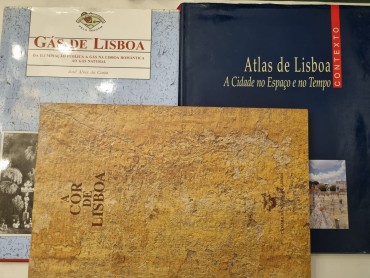 GÁS DE LISBOA
DA ILUMINAÇÃO PÚBLICA A GÁS NA LISBOA ROMÂNTICA
AO GÁS NATURAL
Atlas de Lisboa
A Cidade no Espaço e no Tempo
CONTEXTO
A
COR
DE
LISBOA